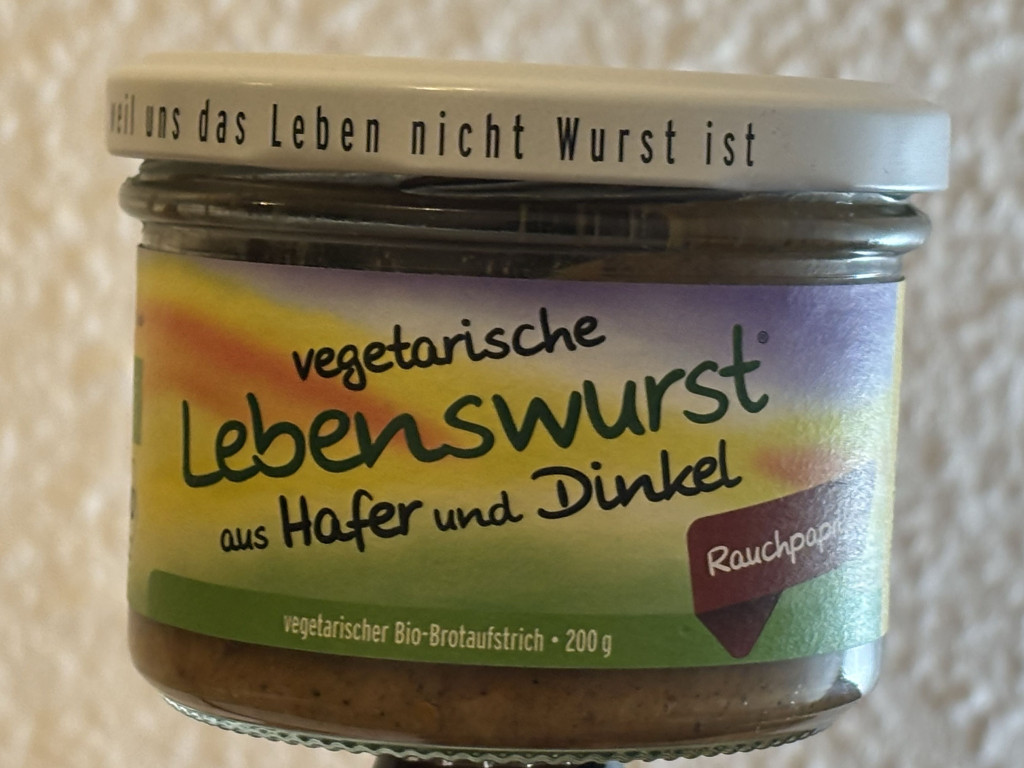 weil uns das Leben nicht Wurst ist
vegetarische
Lebenswurst®
aus Hafer und Dinkel
vegetarischer Bio-Brotaufstrich • 200 g